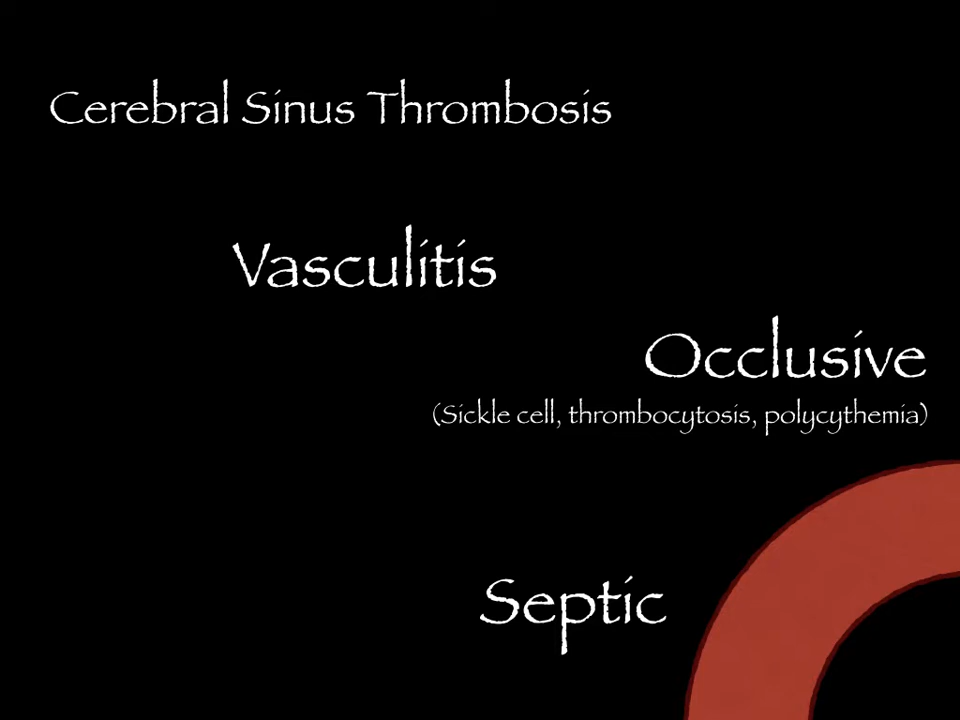 Cerebral Sinus Thrombosis
Vasculitis
Occlusive
(Sickle cell, thrombocytosis, polycythemia)
Septic